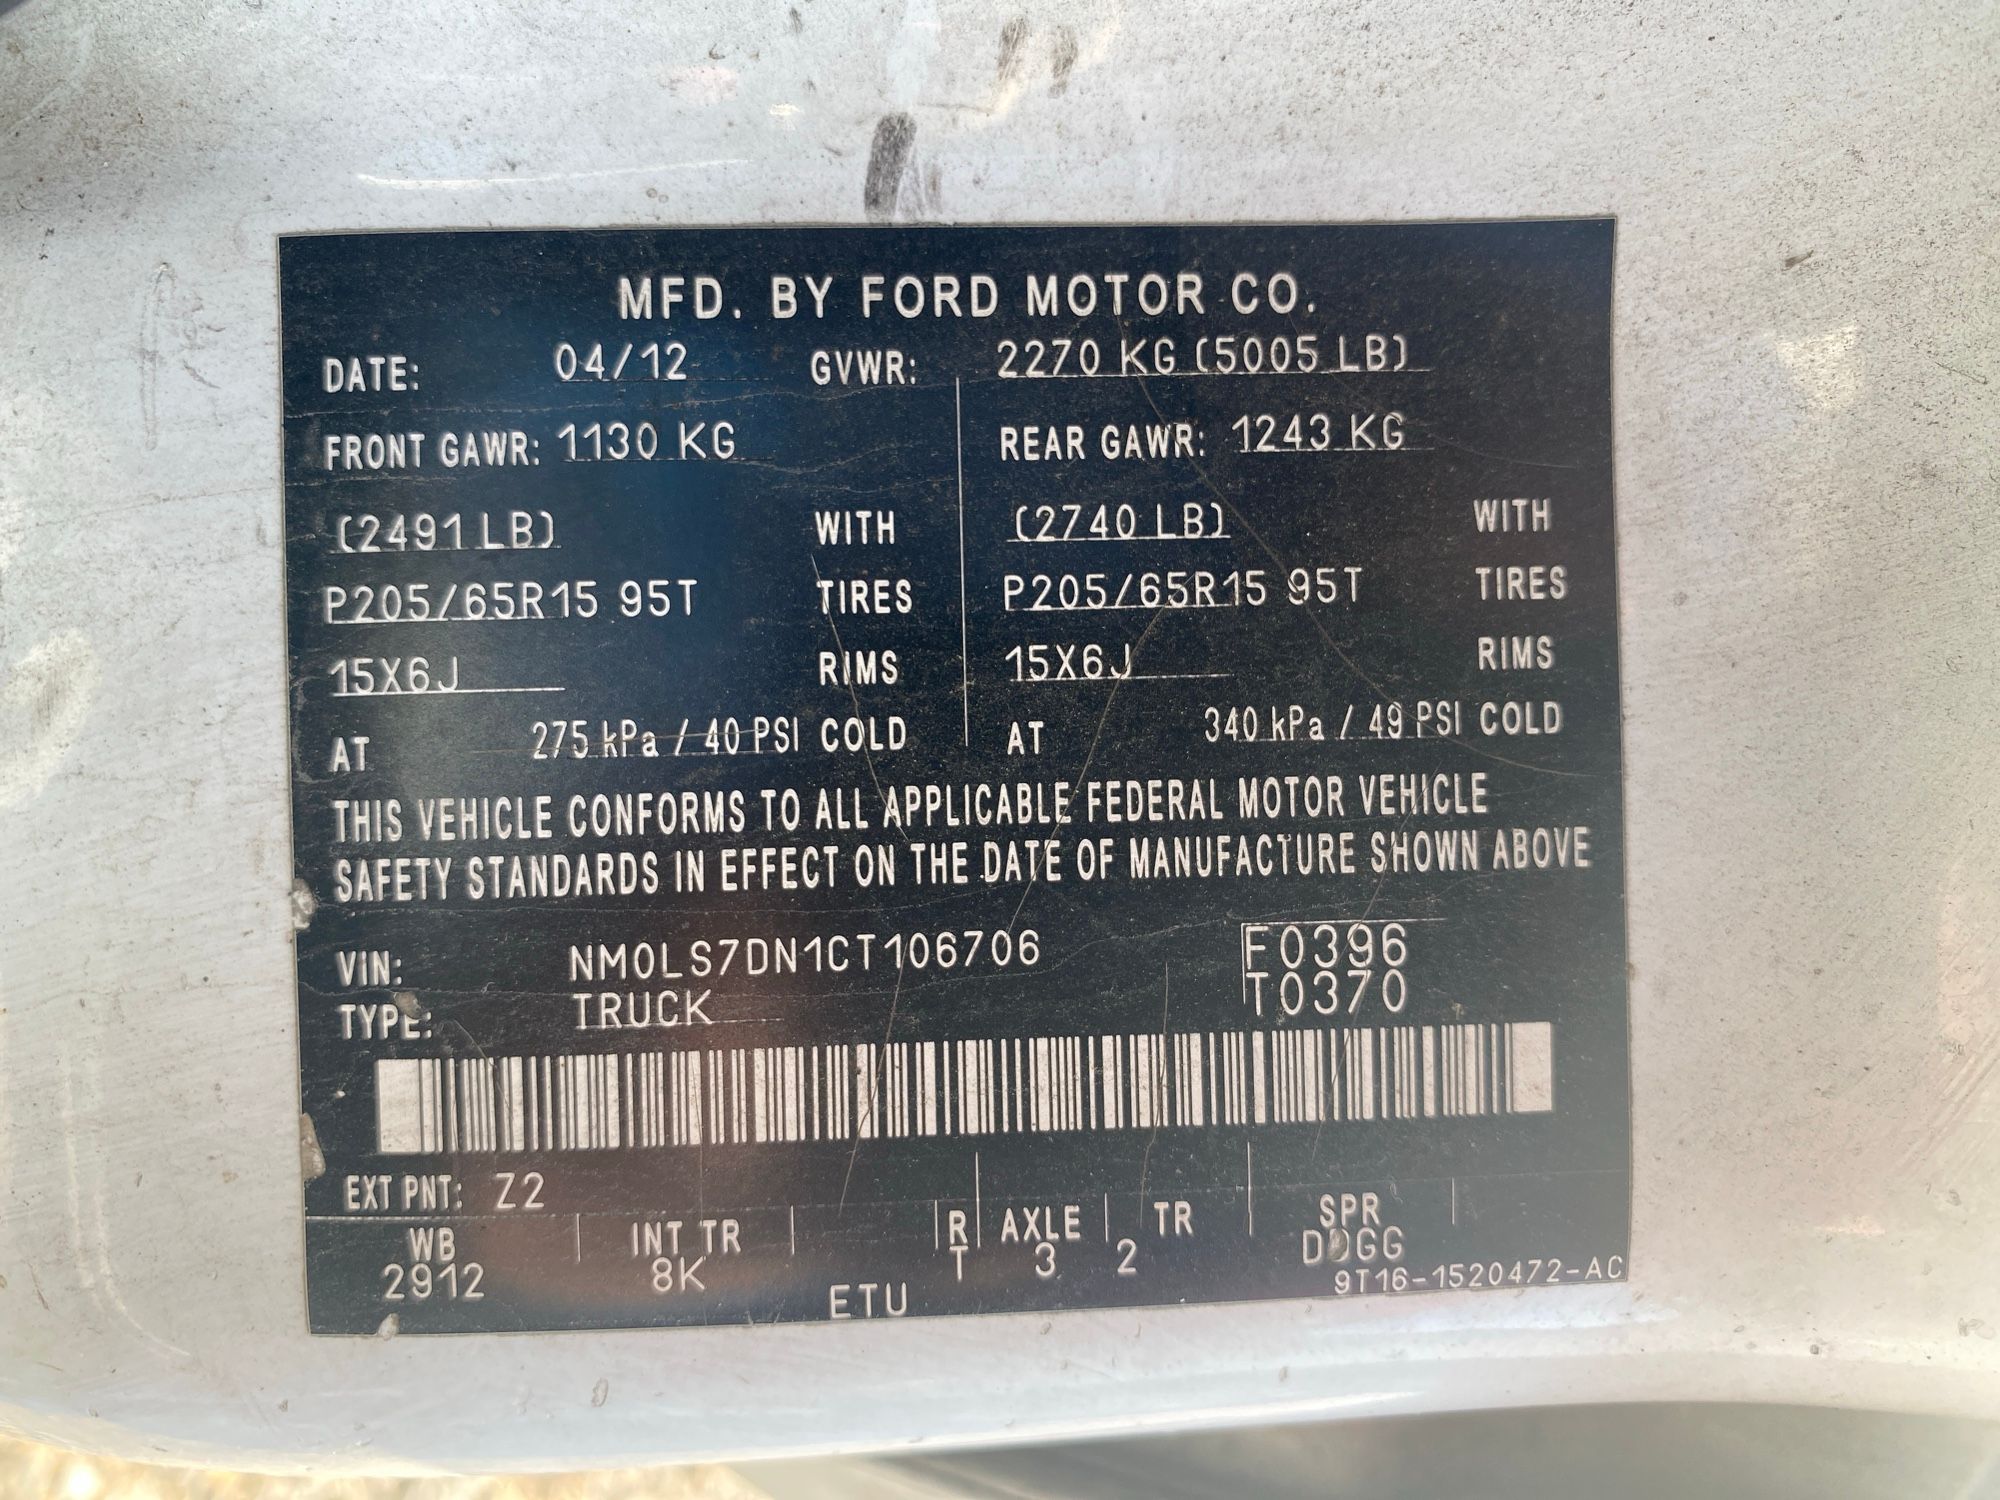 MFD. BY FORD MOTOR CO.
DATE: 04/12 GVWR: 2270 KG (5005 LB)
FRONT GAWR: 1130 KG REAR GAWR: 1243 KG
(2491 LB) WITH (2740 LB) WITH
P205/65R15 95T TIRES P205/65R15 95T TIRES
15X6J RIMS 15X6J RIMS
AT 275 kPa / 40 PSI COLD AT 340 kPa / 49 PSI COLD
THIS VEHICLE CONFORMS TO ALL APPLICABLE FEDERAL MOTOR VEHICLE
SAFETY STANDARDS IN EFFECT ON THE DATE OF MANUFACTURE SHOWN ABOVE
VIN: NM0LS7DN1CT106706 F0396
TYPE: TRUCK T0370
EXT PNT: Z2
WB INT TR R AXLE TR SPR
2912 8K T 3 2 DOGG
ETU 9T16-1520472-AC